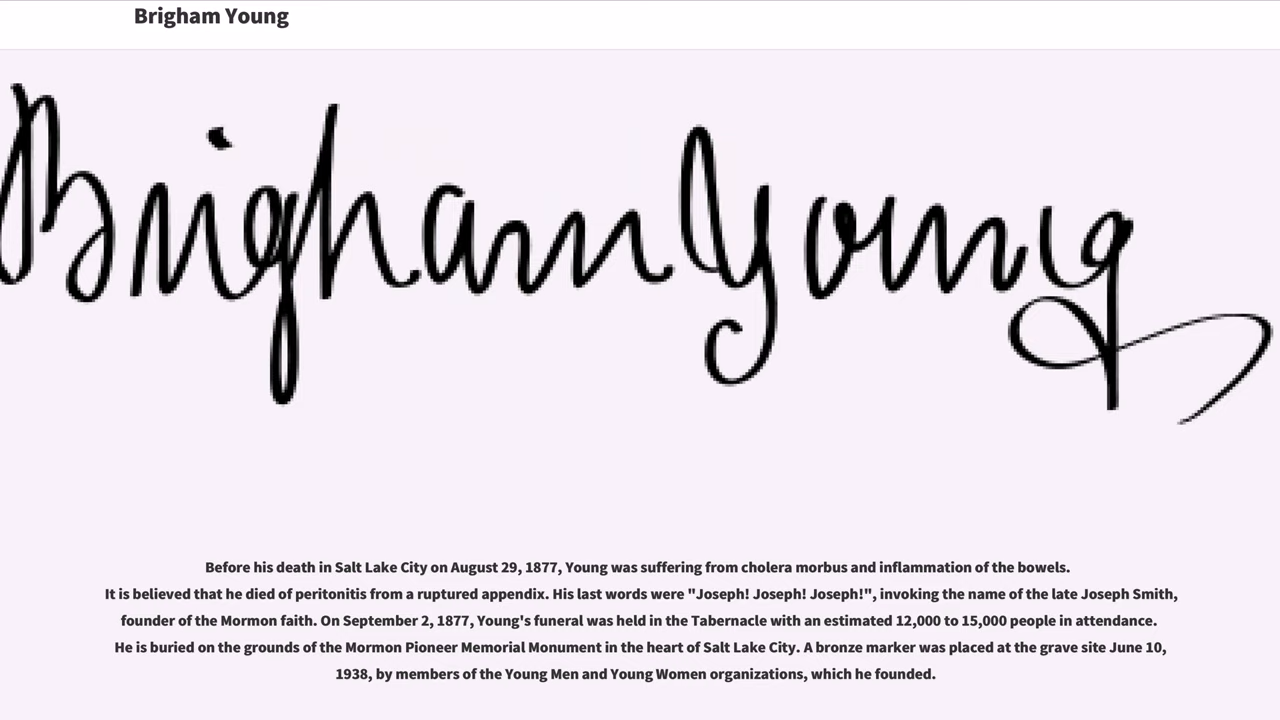 Brigham Young
Brigham Young
Before his death in Salt Lake City on August 29, 1877, Young was suffering from cholera morbus and inflammation of the bowels.
It is believed that he died of peritonitis from a ruptured appendix. His last words were "Joseph! Joseph! Joseph!", invoking the name of the late Joseph Smith,
founder of the Mormon faith. On September 2, 1877, Young's funeral was held in the Tabernacle with an estimated 12,000 to 15,000 people in attendance.
He is buried on the grounds of the Mormon Pioneer Memorial Monument in the heart of Salt Lake City. A bronze marker was placed at the grave site June 10,
1938, by members of the Young Men and Young Women organizations, which he founded.